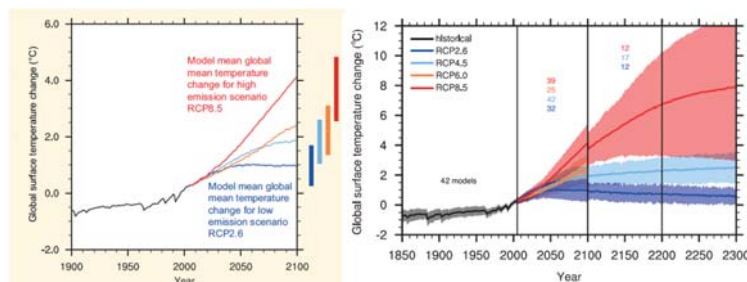 6.0
4.0
2.0
0.0
-2.0
1900
1950
2000
2050
2100
Year
Global surface temperature change (°C)
Model mean global
mean temperature
change for high
emission scenario
RCP8.5
Model mean global
mean temperature
change for low
emission scenario
RCP2.6
12
10
8
6
4
2
0
-2
1850
1900
1950
2000
2050
2100
2150
2200
2250
2300
Year
Global surface temperature change (°C)
historical
RCP2.6
RCP4.5
RCP6.0
RCP8.5
42 models
39
25
42
32
12
17
12